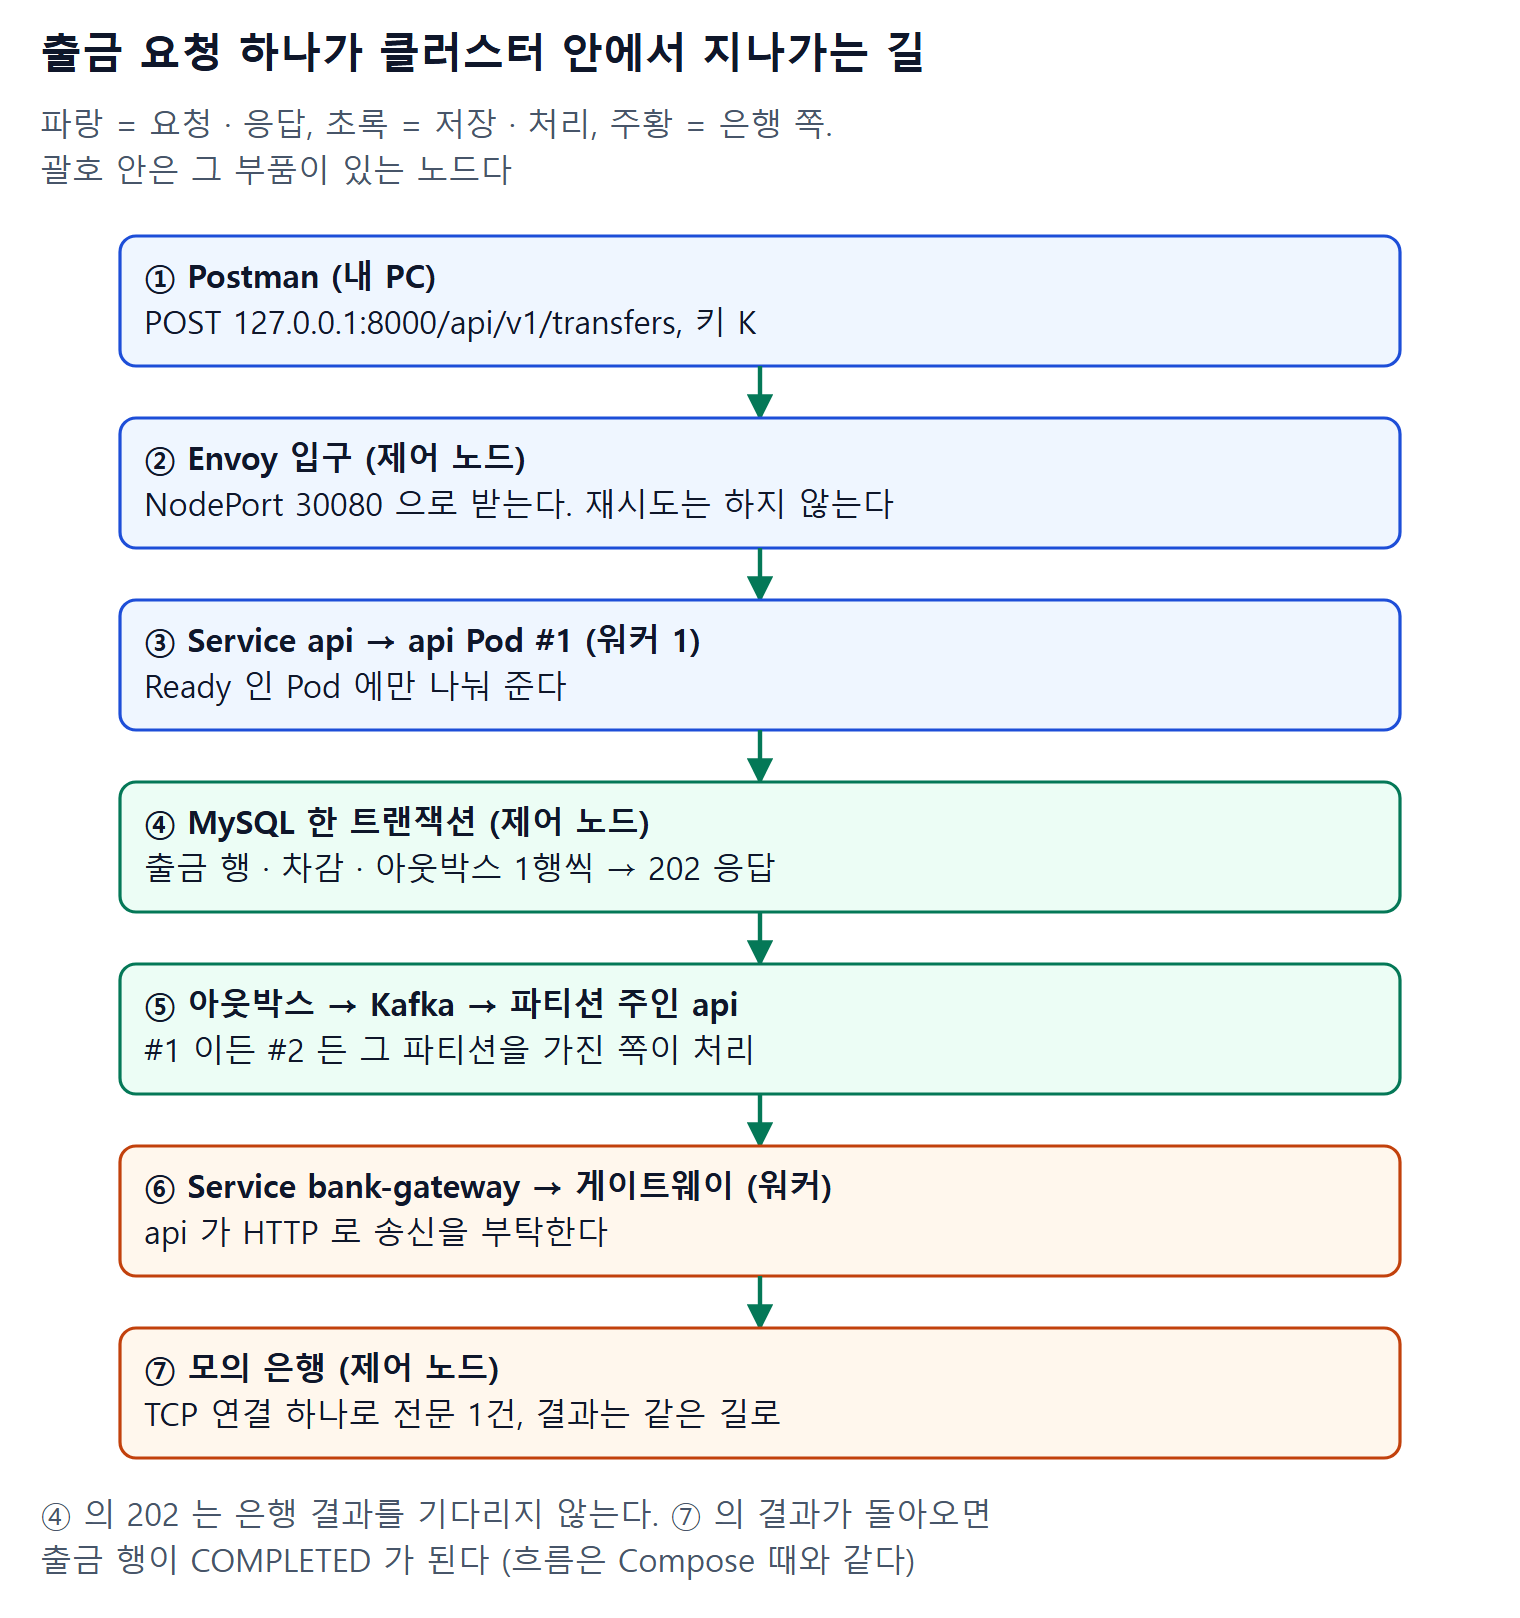 출금 요청 하나가 클러스터 안에서 지나가는 길
파랑 = 요청 · 응답, 초록 = 저장 · 처리, 주황 = 은행 쪽.
괄호 안은 그 부품이 있는 노드다
① Postman (내 PC)
POST 127.0.0.1:8000/api/v1/transfers, 키 K
② Envoy 입구 (제어 노드)
NodePort 30080 으로 받는다. 재시도는 하지 않는다
③ Service api → api Pod #1 (워커 1)
Ready 인 Pod 에만 나눠 준다
④ MySQL 한 트랜잭션 (제어 노드)
출금 행 · 차감 · 아웃박스 1행씩 → 202 응답
⑤ 아웃박스 → Kafka → 파티션 주인 api
#1 이든 #2 든 그 파티션을 가진 쪽이 처리
⑥ Service bank-gateway → 게이트웨이 (워커)
api 가 HTTP 로 송신을 부탁한다
⑦ 모의 은행 (제어 노드)
TCP 연결 하나로 전문 1건, 결과는 같은 길로
④ 의 202 는 은행 결과를 기다리지 않는다. ⑦ 의 결과가 돌아오면
출금 행이 COMPLETED 가 된다 (흐름은 Compose 때와 같다)